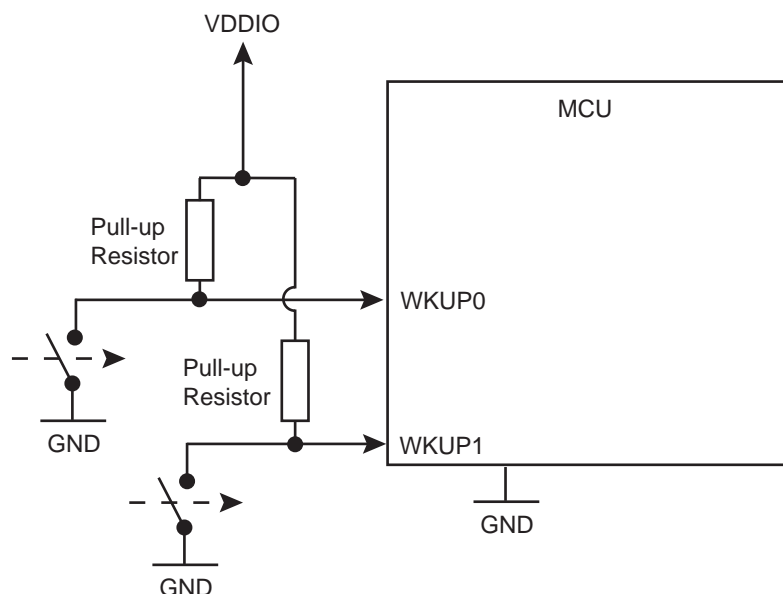 VDDIO
MCU
Pull-up
Resistor
WKUP0
Pull-up
Resistor
GND
WKUP1
GND
GND